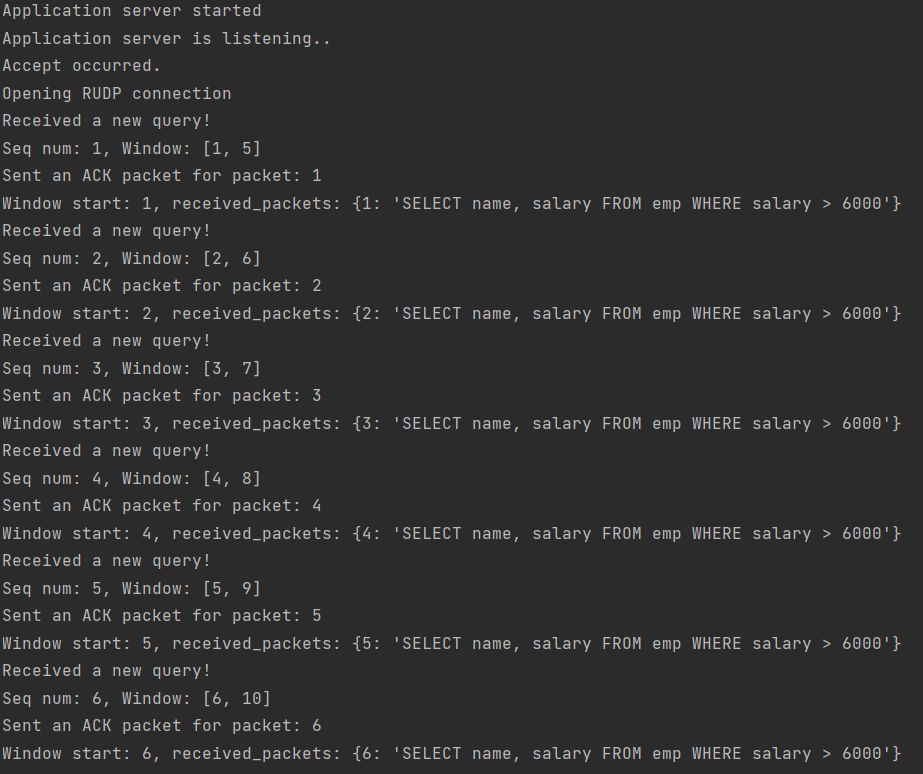 Application server started
Application server is listening..
Accept occurred.
Opening RUDP connection
Received a new query!
Seq num: 1, Window: [1, 5]
Sent an ACK packet for packet: 1
Window start: 1, received_packets: {1: 'SELECT name, salary FROM emp WHERE salary > 6000'}
Received a new query!
Seq num: 2, Window: [2, 6]
Sent an ACK packet for packet: 2
Window start: 2, received_packets: {2: 'SELECT name, salary FROM emp WHERE salary > 6000'}
Received a new query!
Seq num: 3, Window: [3, 7]
Sent an ACK packet for packet: 3
Window start: 3, received_packets: {3: 'SELECT name, salary FROM emp WHERE salary > 6000'}
Received a new query!
Seq num: 4, Window: [4, 8]
Sent an ACK packet for packet: 4
Window start: 4, received_packets: {4: 'SELECT name, salary FROM emp WHERE salary > 6000'}
Received a new query!
Seq num: 5, Window: [5, 9]
Sent an ACK packet for packet: 5
Window start: 5, received_packets: {5: 'SELECT name, salary FROM emp WHERE salary > 6000'}
Received a new query!
Seq num: 6, Window: [6, 10]
Sent an ACK packet for packet: 6
Window start: 6, received_packets: {6: 'SELECT name, salary FROM emp WHERE salary > 6000'}